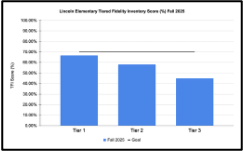 Lincoln Elementary Tiered Fidelity Inventory Score (%) Fall 2025
100.00%
90.00%
80.00%
70.00%
60.00%
50.00%
40.00%
30.00%
20.00%
10.00%
0.00%
TFI Score (%)
Tier 1 Tier 2 Tier 3
Fall 2025 Goal